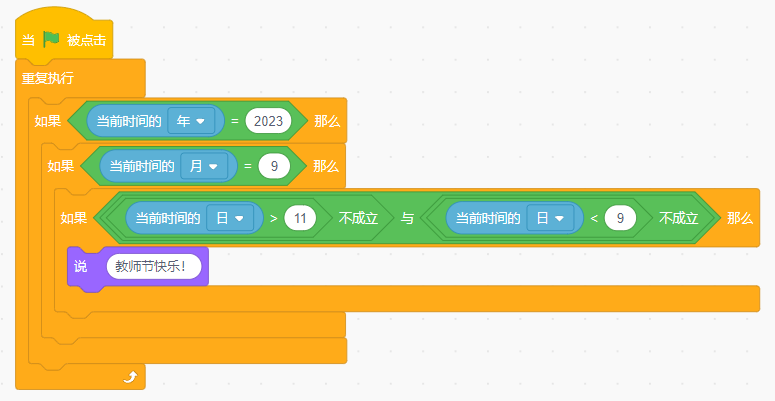 当 被点击
重复执行
如果 当前时间的 年 = 2023 那么
如果 当前时间的 月 = 9 那么
如果 当前时间的 日 > 11 不成立 与 当前时间的 日 < 9 不成立 那么
说 教师节快乐！